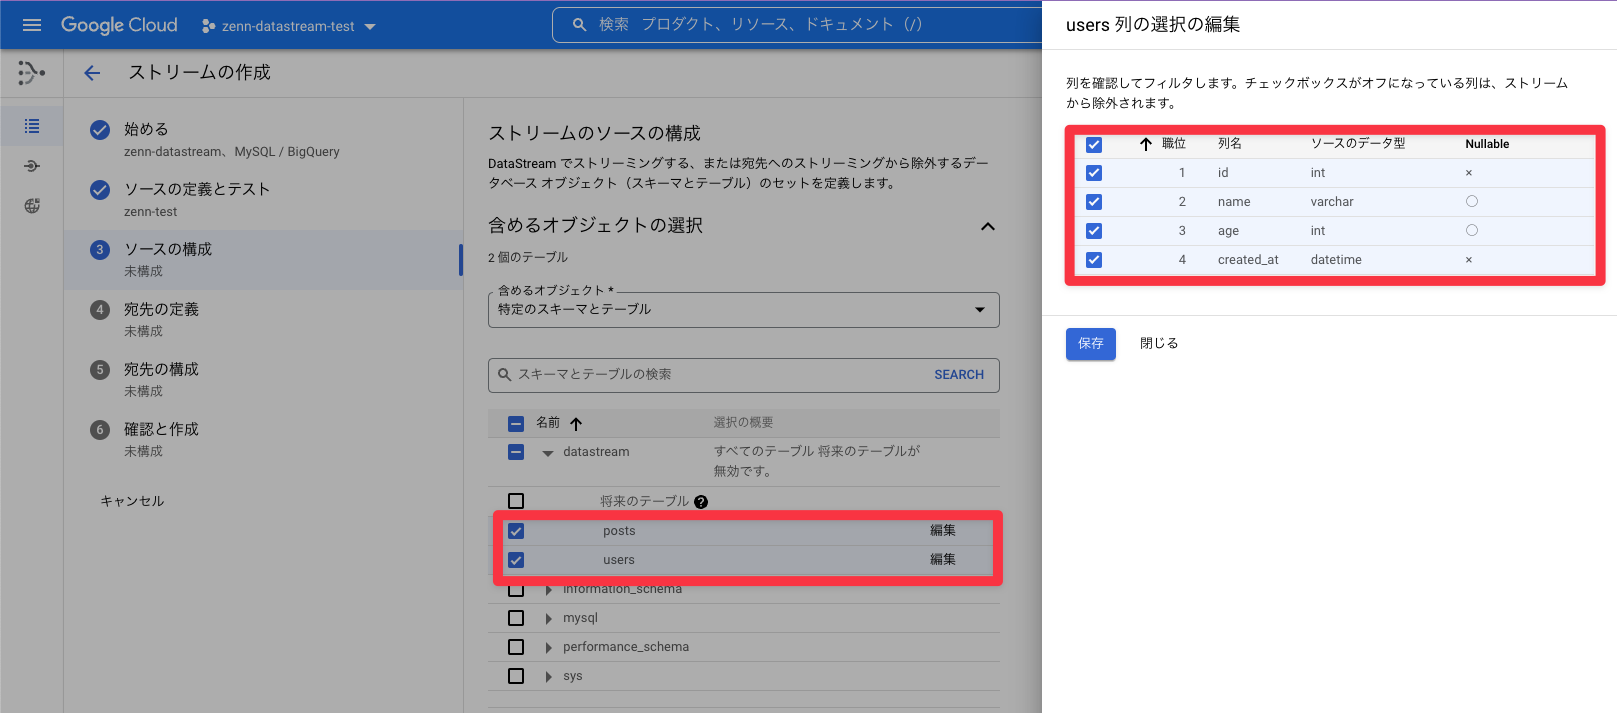 Google Cloud
zenn-datastream-test
検索 プロダクト、リソース、ドキュメント（/）
ストリームの作成
始める
zenn-datastream、MySQL / BigQuery
ソースの定義とテスト
zenn-test
3 ソースの構成
未構成
4 宛先の定義
未構成
5 宛先の構成
未構成
6 確認と作成
未構成
キャンセル
ストリームのソースの構成
DataStream でストリーミングする、または宛先へのストリーミングから除外するデー
タベース オブジェクト（スキーマとテーブル）のセットを定義します。
含めるオブジェクトの選択
2 個のテーブル
含めるオブジェクト *
特定のスキーマとテーブル
スキーマとテーブルの検索 SEARCH
名前 選択の概要
datastream すべてのテーブル 将来のテーブルが
無効です。
将来のテーブル ?
posts 編集
users 編集
information_schema
mysql
performance_schema
sys
users 列の選択の編集
列を確認してフィルタします。チェックボックスがオフになっている列は、ストリーム
から除外されます。
職位 列名 ソースのデータ型 Nullable
1 id int ×
2 name varchar ○
3 age int ○
4 created_at datetime ×
保存 閉じる